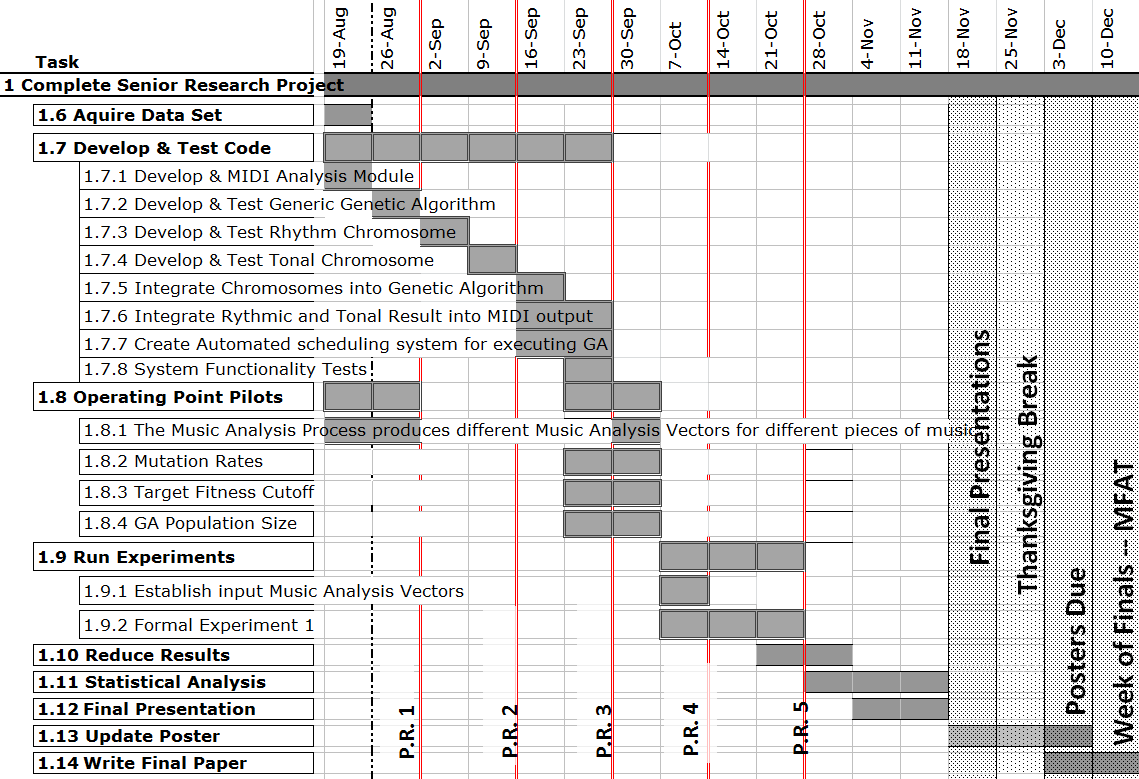 Task
19-Aug
26-Aug
2-Sep
9-Sep
16-Sep
23-Sep
30-Sep
7-Oct
14-Oct
21-Oct
28-Oct
4-Nov
11-Nov
18-Nov
25-Nov
3-Dec
10-Dec
1 Complete Senior Research Project
1.6 Aquire Data Set
1.7 Develop & Test Code
1.7.1 Develop & MIDI Analysis Module
1.7.2 Develop & Test Generic Genetic Algorithm
1.7.3 Develop & Test Rhythm Chromosome
1.7.4 Develop & Test Tonal Chromosome
1.7.5 Integrate Chromosomes into Genetic Algorithm
1.7.6 Integrate Rythmic and Tonal Result into MIDI output
1.7.7 Create Automated scheduling system for executing GA
1.7.8 System Functionality Tests
1.8 Operating Point Pilots
1.8.1 The Music Analysis Process produces different Music Analysis Vectors for different pieces of music
1.8.2 Mutation Rates
1.8.3 Target Fitness Cutoff
1.8.4 GA Population Size
1.9 Run Experiments
1.9.1 Establish input Music Analysis Vectors
1.9.2 Formal Experiment 1
1.10 Reduce Results
1.11 Statistical Analysis
1.12 Final Presentation
1.13 Update Poster
1.14 Write Final Paper
P.R. 1
P.R. 2
P.R. 3
P.R. 4
P.R. 5
Final Presentations
Thanksgiving Break
Posters Due
Week of Finals -- MFAT